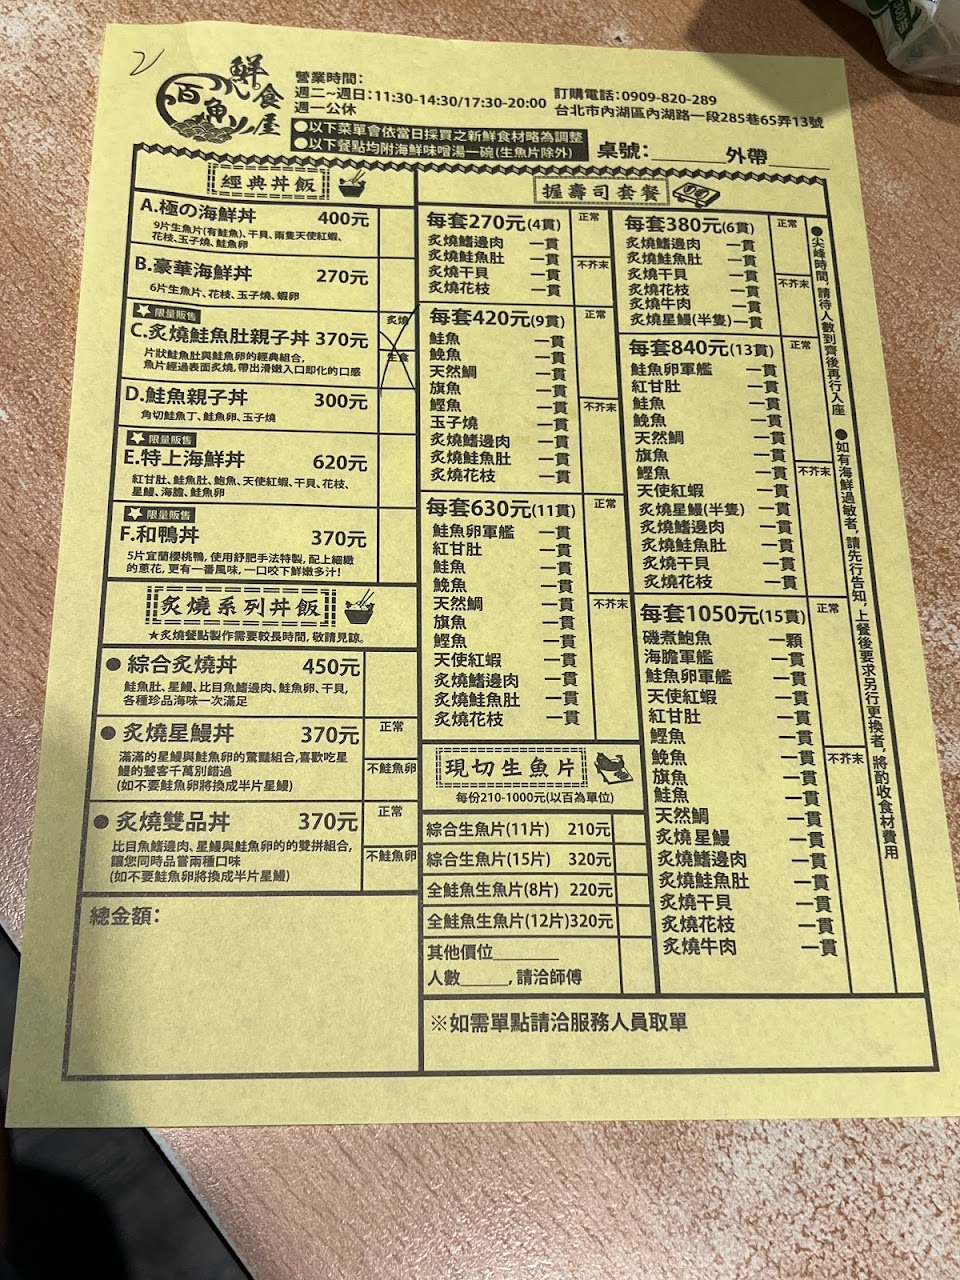 百八魚
鮮食屋
營業時間：
週二~週日：11:30-14:30/17:30-20:00
週一公休
訂購電話：0909-820-289
台北市內湖區內湖路一段285巷65弄13號
●以下菜單會依當日採買之新鮮食材略為調整
●以下餐點均附海鮮味噌湯一碗(生魚片除外)
桌號：______外帶______
經典丼飯
A.極の海鮮丼 400元
9片生魚片(有鮭魚)、干貝、兩隻天使紅蝦、
花枝、玉子燒、鮭魚卵
B.豪華海鮮丼 270元
6片生魚片、花枝、玉子燒、蝦卵
限量販售
C.炙燒鮭魚肚親子丼 370元
片狀鮭魚肚與鮭魚卵的經典組合,
魚片經過表面炙燒,帶出滑嫩入口即化的口感
炙燒
生食
D.鮭魚親子丼 300元
角切鮭魚丁、鮭魚卵、玉子燒
限量販售
E.特上海鮮丼 620元
紅甘肚、鮭魚肚、鮑魚、天使紅蝦、干貝、花枝、
星鰻、海膽、鮭魚卵
限量販售
F.和鴨丼 370元
5片宜蘭櫻桃鴨, 使用舒肥手法特製, 配上細緻
的蔥花, 更有一番風味, 一口咬下鮮嫩多汁!
炙燒系列丼飯
★炙燒餐點製作需要較長時間, 敬請見諒。
●綜合炙燒丼 450元
鮭魚肚、星鰻、比目魚鰭邊肉、鮭魚卵、干貝,
各種珍品海味一次滿足
●炙燒星鰻丼 370元
滿滿的星鰻與鮭魚卵的驚豔組合,喜歡吃星
鰻的饕客千萬別錯過
(如不要鮭魚卵將換成半片星鰻)
正常
不鮭魚卵
●炙燒雙品丼 370元
比目魚鰭邊肉、星鰻與鮭魚卵的的雙拼組合,
讓您同時品嘗兩種口味
(如不要鮭魚卵將換成半片星鰻)
正常
不鮭魚卵
總金額：
握壽司套餐
每套270元(4貫)
炙燒鰭邊肉 一貫
炙燒鮭魚肚 一貫
炙燒干貝 一貫
炙燒花枝 一貫
正常
不芥末
每套420元(9貫)
鮭魚 一貫
鮸魚 一貫
天然鯛 一貫
旗魚 一貫
鰹魚 一貫
玉子燒 一貫
炙燒鰭邊肉 一貫
炙燒鮭魚肚 一貫
炙燒花枝 一貫
正常
不芥末
每套630元(11貫)
鮭魚卵軍艦 一貫
紅甘肚 一貫
鮭魚 一貫
鮸魚 一貫
天然鯛 一貫
旗魚 一貫
鰹魚 一貫
天使紅蝦 一貫
炙燒鰭邊肉 一貫
炙燒鮭魚肚 一貫
炙燒花枝 一貫
正常
不芥末
每套380元(6貫)
炙燒鰭邊肉 一貫
炙燒鮭魚肚 一貫
炙燒干貝 一貫
炙燒花枝 一貫
炙燒牛肉 一貫
炙燒星鰻(半隻)一貫
正常
不芥末
每套840元(13貫)
鮭魚卵軍艦 一貫
紅甘肚 一貫
鮭魚 一貫
鮸魚 一貫
天然鯛 一貫
旗魚 一貫
鰹魚 一貫
天使紅蝦 一貫
炙燒星鰻(半隻) 一貫
炙燒鰭邊肉 一貫
炙燒鮭魚肚 一貫
炙燒干貝 一貫
炙燒花枝 一貫
正常
不芥末
每套1050元(15貫)
磯煮鮑魚 一顆
海膽軍艦 一貫
鮭魚卵軍艦 一貫
天使紅蝦 一貫
紅甘肚 一貫
鰹魚 一貫
鮸魚 一貫
旗魚 一貫
鮭魚 一貫
天然鯛 一貫
炙燒星鰻 一貫
炙燒鰭邊肉 一貫
炙燒鮭魚肚 一貫
炙燒干貝 一貫
炙燒花枝 一貫
炙燒牛肉 一貫
正常
不芥末
●尖峰時間,請待人數到齊後再行入座
●如有海鮮過敏者,請先行告知,上餐後要求另行更換者,將酌收食材費用
現切生魚片
每份210-1000元(以百為單位)
綜合生魚片(11片) 210元
綜合生魚片(15片) 320元
全鮭魚生魚片(8片) 220元
全鮭魚生魚片(12片)320元
其他價位______
人數_____, 請洽師傅
※如需單點請洽服務人員取單